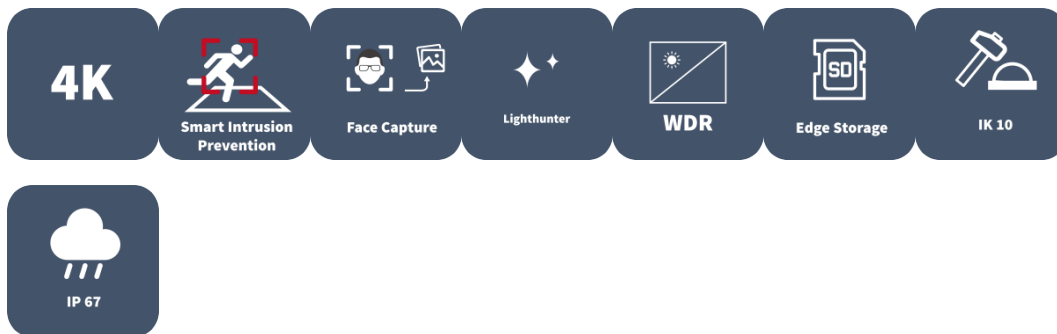 4K
Smart Intrusion
Prevention
Face Capture
Lighthunter
WDR
SD
Edge Storage
IK 10
IP 67